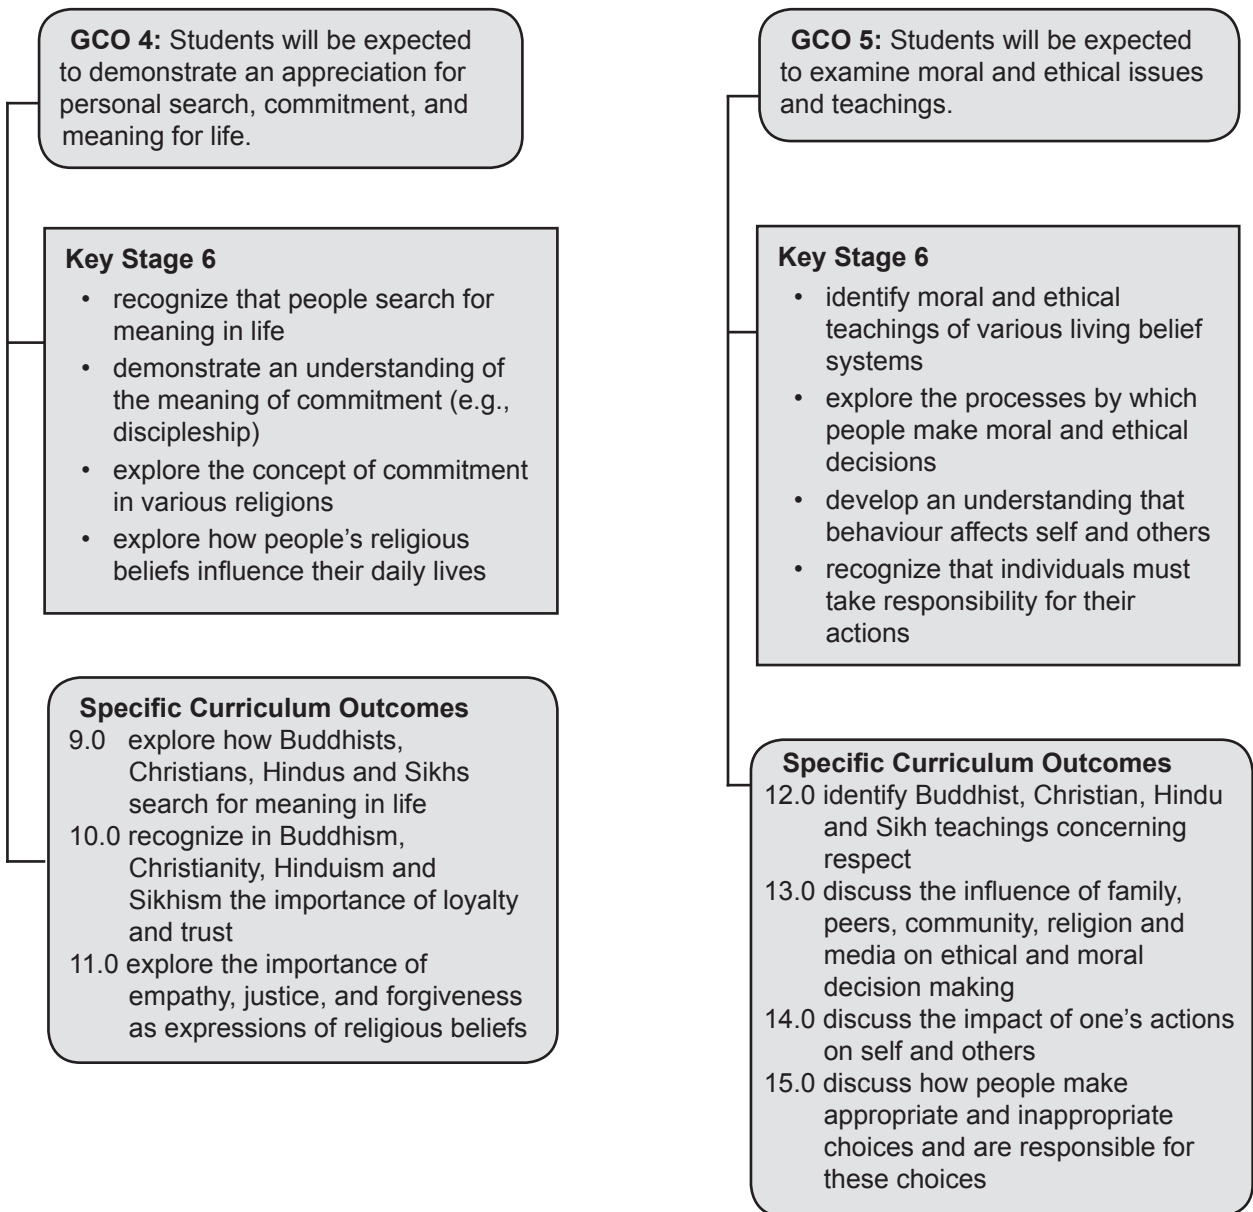 GCO 4: Students will be expected
to demonstrate an appreciation for
personal search, commitment, and
meaning for life.
Key Stage 6
• recognize that people search for
meaning in life
• demonstrate an understanding of
the meaning of commitment (e.g.,
discipleship)
• explore the concept of commitment
in various religions
• explore how people's religious
beliefs influence their daily lives
Specific Curriculum Outcomes
9.0 explore how Buddhists,
Christians, Hindus and Sikhs
search for meaning in life
10.0 recognize in Buddhism,
Christianity, Hinduism and
Sikhism the importance of loyalty
and trust
11.0 explore the importance of
empathy, justice, and forgiveness
as expressions of religious beliefs
GCO 5: Students will be expected
to examine moral and ethical issues
and teachings.
Key Stage 6
• identify moral and ethical
teachings of various living belief
systems
• explore the processes by which
people make moral and ethical
decisions
• develop an understanding that
behaviour affects self and others
• recognize that individuals must
take responsibility for their
actions
Specific Curriculum Outcomes
12.0 identify Buddhist, Christian, Hindu
and Sikh teachings concerning
respect
13.0 discuss the influence of family,
peers, community, religion and
media on ethical and moral
decision making
14.0 discuss the impact of one's actions
on self and others
15.0 discuss how people make
appropriate and inappropriate
choices and are responsible for
these choices